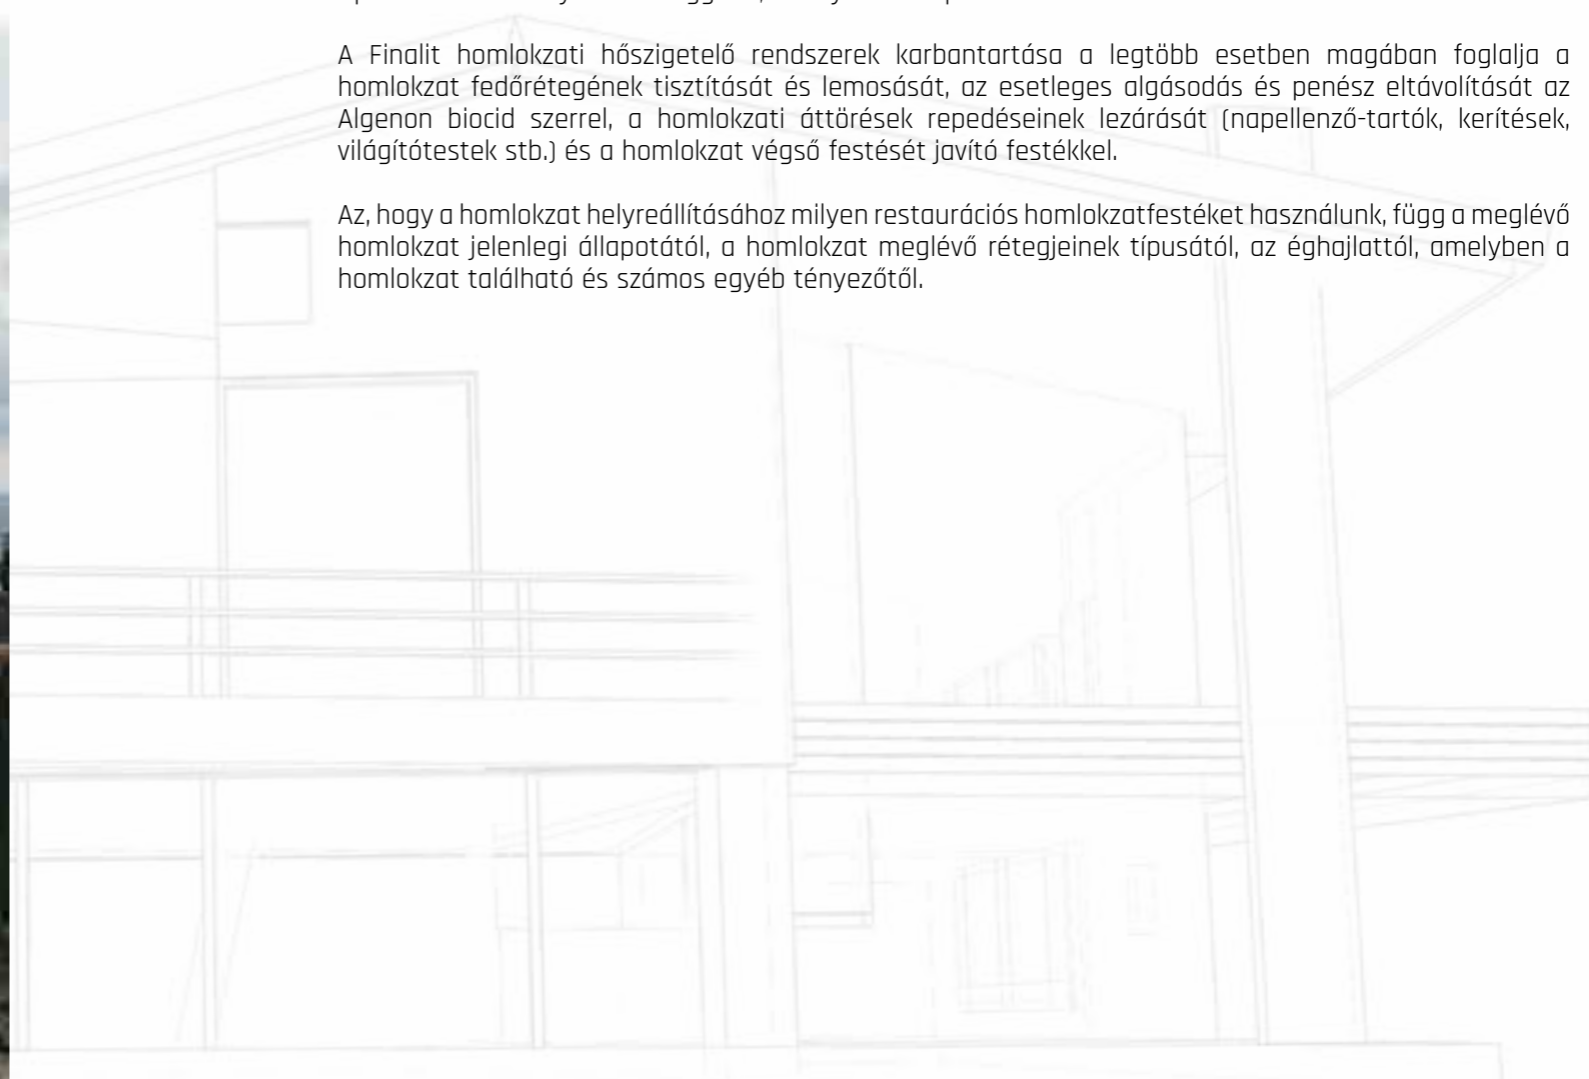 A Finalit homlokzati hőszigetelő rendszerek karbantartása a legtöbb esetben magában foglalja a
homlokzat fedőrétegének tisztítását és lemosását, az esetleges algásodás és penész eltávolítását az
Algenon biocid szerrel, a homlokzati áttörések repedéseinek lezárását (napellenző-tartók, kerítések,
világítótestek stb.) és a homlokzat végső festését javító festékkel.
Az, hogy a homlokzat helyreállításához milyen restaurációs homlokzatfestéket használunk, függ a meglévő
homlokzat jelenlegi állapotától, a homlokzat meglévő rétegjeinek típusától, az éghajlattól, amelyben a
homlokzat található és számos egyéb tényezőtől.